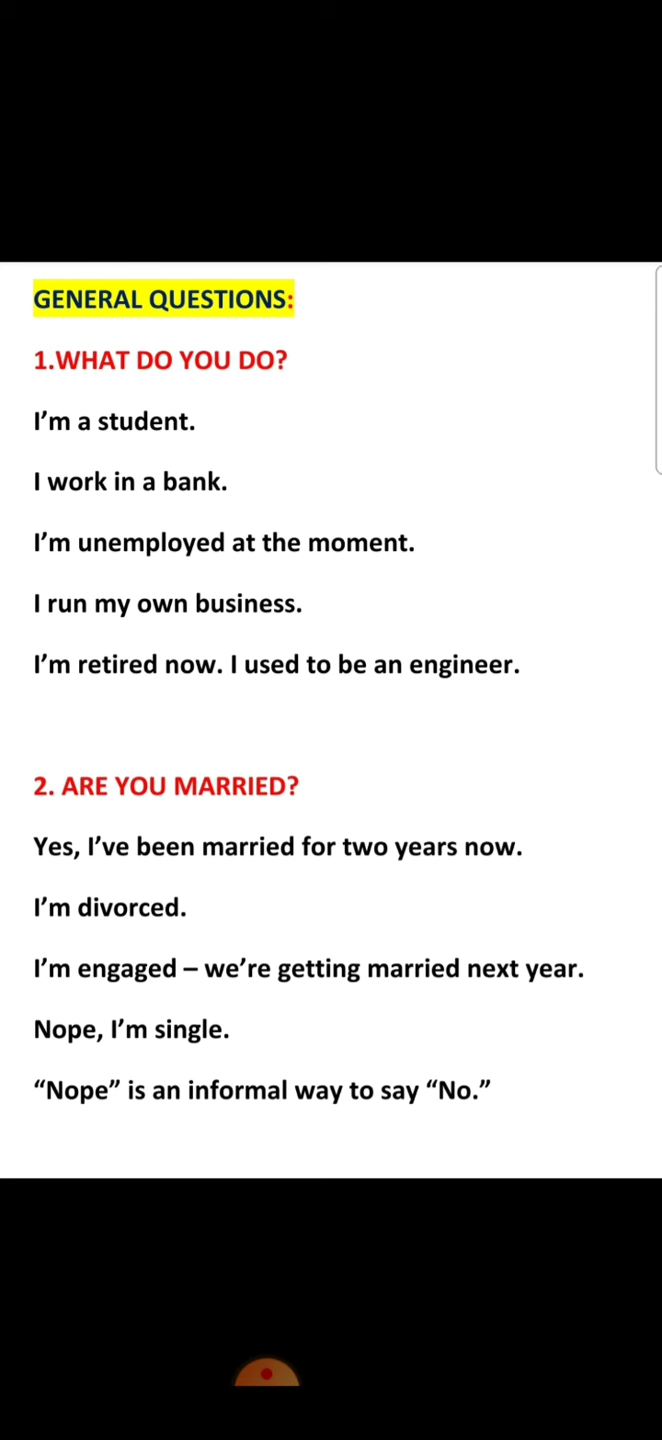 GENERAL QUESTIONS:
1.WHAT DO YOU DO?
I’m a student.
I work in a bank.
I’m unemployed at the moment.
I run my own business.
I’m retired now. I used to be an engineer.
2. ARE YOU MARRIED?
Yes, I’ve been married for two years now.
I’m divorced.
I’m engaged – we’re getting married next year.
Nope, I’m single.
“Nope” is an informal way to say “No.”